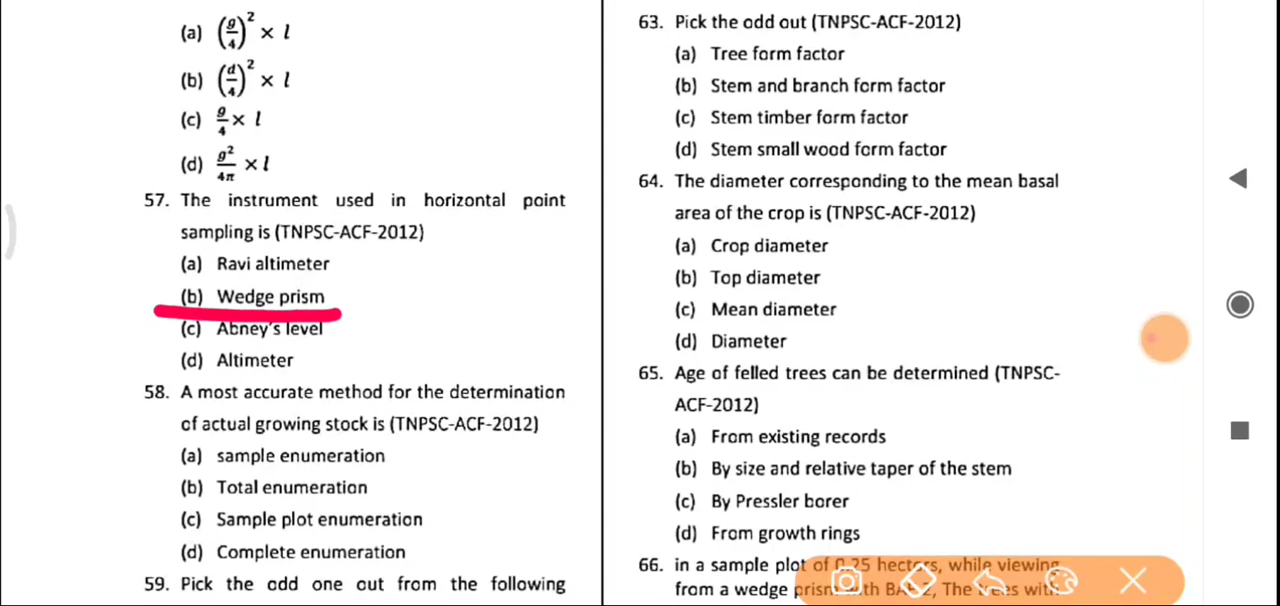 (a) (g/4)² × l
(b) (d/4)² × l
(c) g/4 × l
(d) g²/4π × l
57. The instrument used in horizontal point
sampling is (TNPSC-ACF-2012)
(a) Ravi altimeter
(b) Wedge prism
(c) Abney's level
(d) Altimeter
58. A most accurate method for the determination
of actual growing stock is (TNPSC-ACF-2012)
(a) sample enumeration
(b) Total enumeration
(c) Sample plot enumeration
(d) Complete enumeration
59. Pick the odd one out from the following
63. Pick the odd out (TNPSC-ACF-2012)
(a) Tree form factor
(b) Stem and branch form factor
(c) Stem timber form factor
(d) Stem small wood form factor
64. The diameter corresponding to the mean basal
area of the crop is (TNPSC-ACF-2012)
(a) Crop diameter
(b) Top diameter
(c) Mean diameter
(d) Diameter
65. Age of felled trees can be determined (TNPSC-
ACF-2012)
(a) From existing records
(b) By size and relative taper of the stem
(c) By Pressler borer
(d) From growth rings
66. in a sample plot of 0.25 hectors, while viewing
from a wedge prism with The trees with